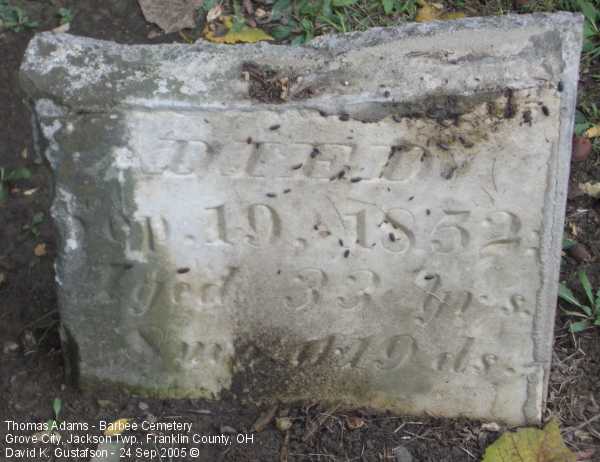 DIED
Sep. 19, 1852.
Aged 33 yrs.
19 ds.
Thomas Adams - Barbee Cemetery
Grove City, Jackson Twp., Franklin County, OH
David K. Gustafson - 24 Sep 2005 ©